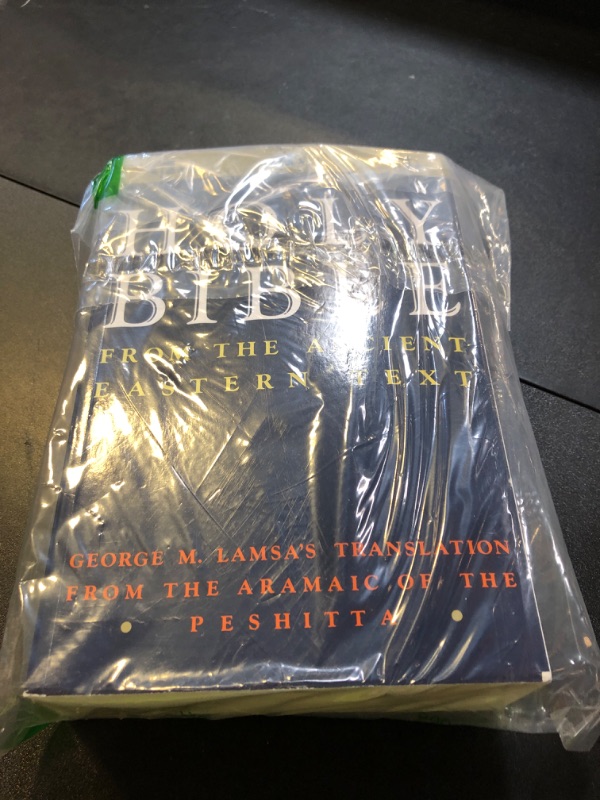 HOLY
BIBLE
FROM THE ANCIENT
EASTERN TEXT
GEORGE M. LAMSA'S TRANSLATION
FROM THE ARAMAIC OF THE
• PESHITTA •